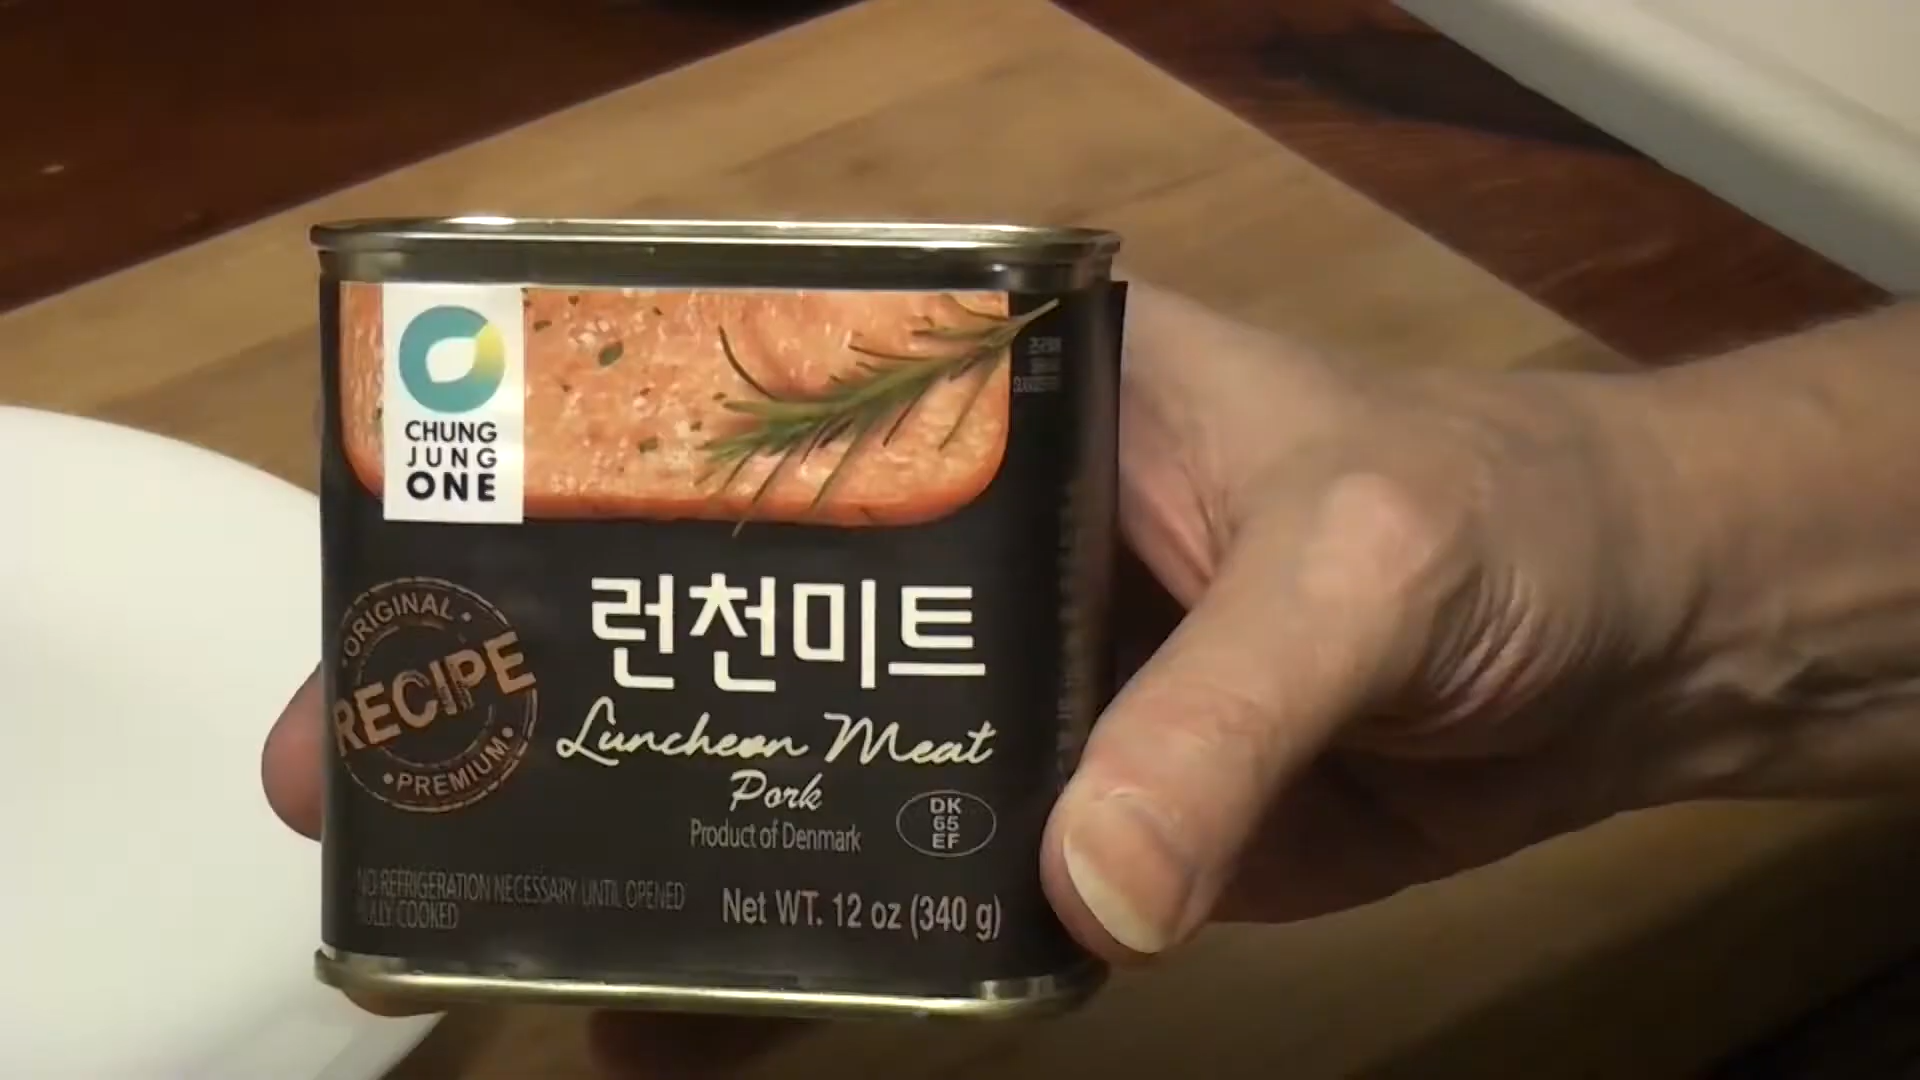 CHUNG
JUNG
ONE
런천미트
Luncheon Meat
Pork
Product of Denmark
DK
65
EF
ORIGINAL
RECIPE
PREMIUM
NO REFRIGERATION NECESSARY UNTIL OPENED
FULLY COOKED
Net WT. 12 oz (340 g)